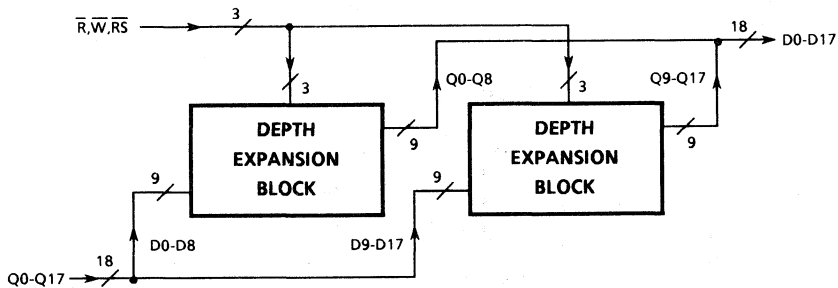 R̅,W̅,R̅S̅ 3 18 D0-D17
3 Q0-Q8 3 Q9-Q17
DEPTH
EXPANSION
BLOCK
9
DEPTH
EXPANSION
BLOCK
9
9 9
D0-D8 D9-D17
Q0-Q17 18